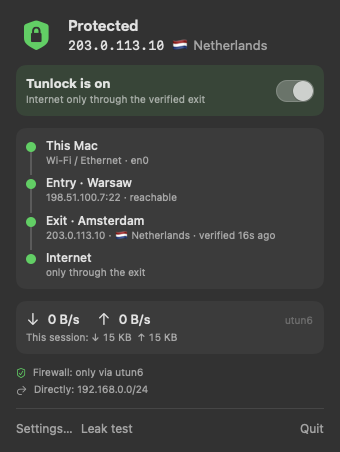 Protected
203.0.113.10 🇳🇱 Netherlands
Tunlock is on
Internet only through the verified exit
This Mac
Wi-Fi / Ethernet · en0
Entry · Warsaw
198.51.100.7:22 · reachable
Exit · Amsterdam
203.0.113.10 · 🇳🇱 Netherlands · verified 16s ago
Internet
only through the exit
↓ 0 B/s ↑ 0 B/s utun6
This session: ↓ 15 KB ↑ 15 KB
Firewall: only via utun6
Directly: 192.168.0.0/24
Settings... Leak test Quit